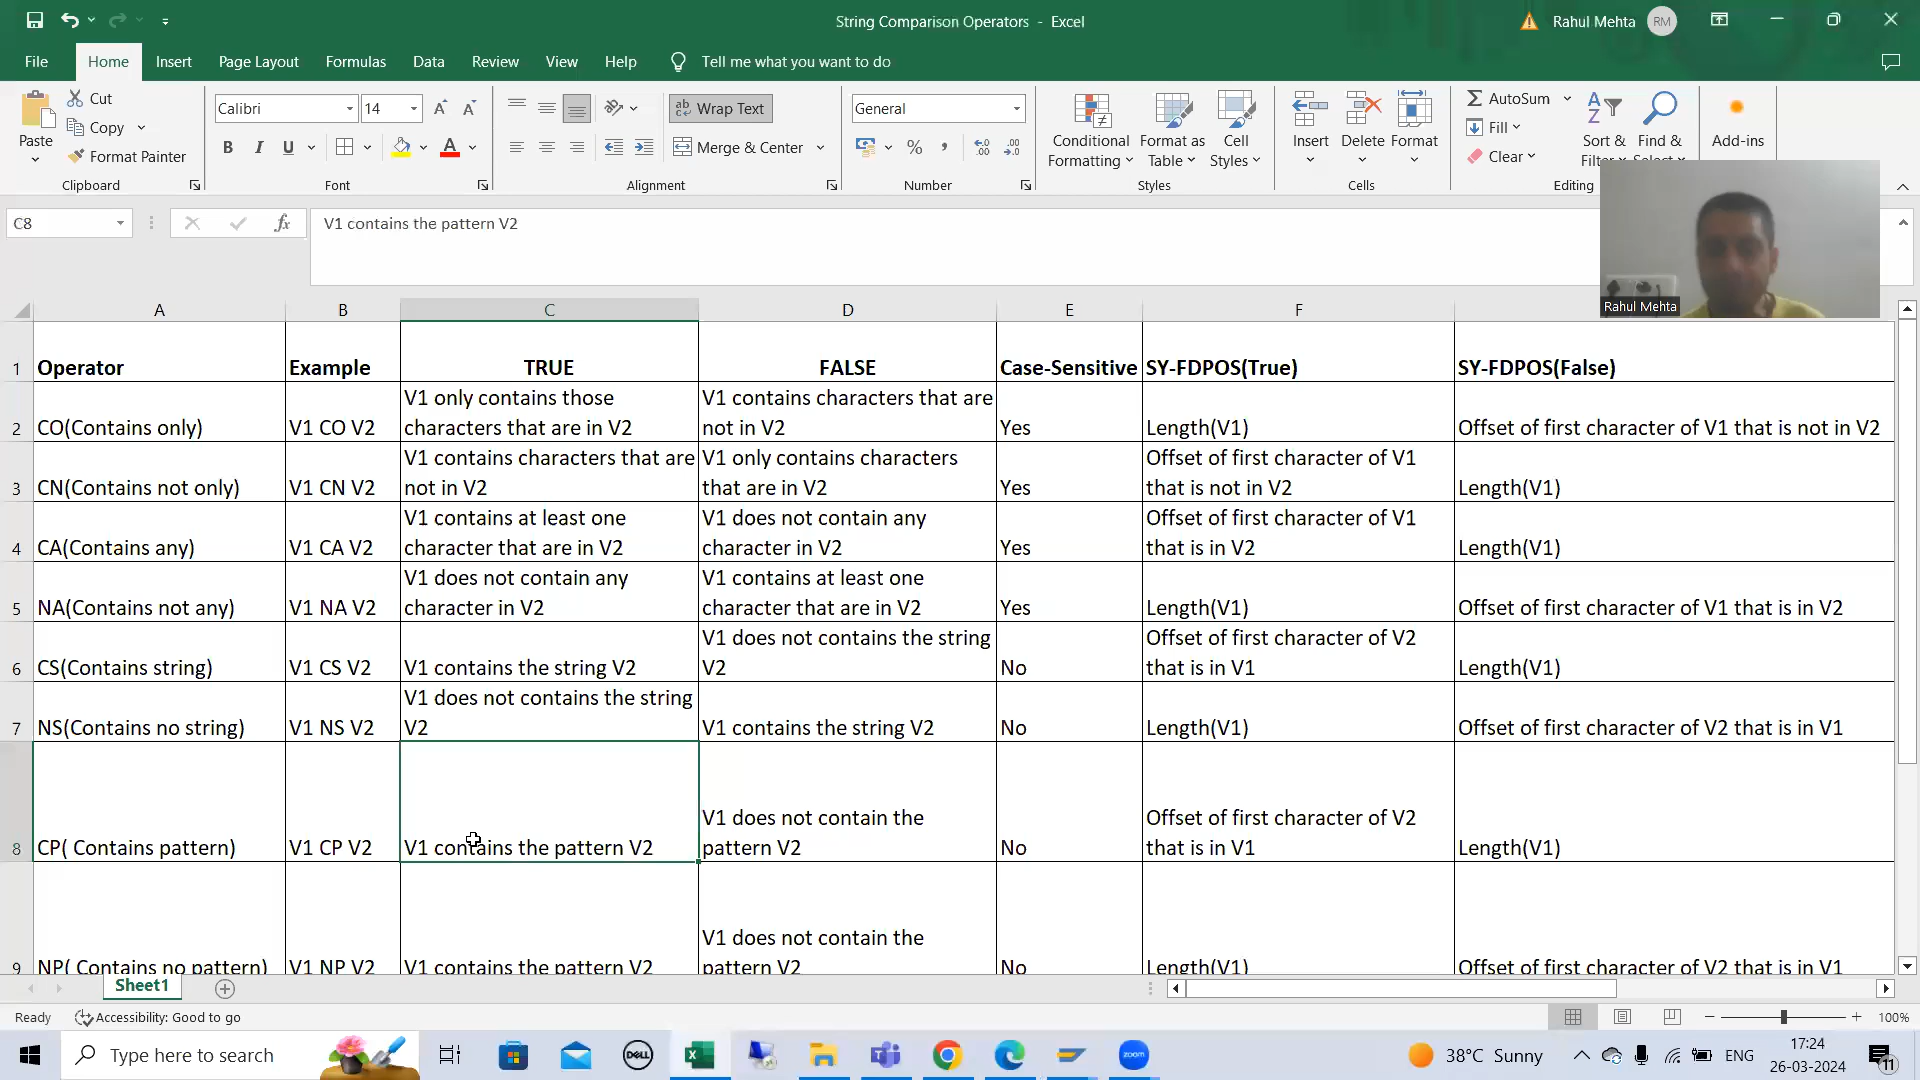 String Comparison Operators - Excel
Rahul Mehta
RM
File
Home
Insert
Page Layout
Formulas
Data
Review
View
Help
Tell me what you want to do
Paste
Cut
Copy
Format Painter
Clipboard
Calibri
14
B
I
U
Font
Wrap Text
Merge & Center
Alignment
General
Number
Conditional Formatting
Format as Table
Cell Styles
Styles
Insert
Delete
Format
Cells
AutoSum
Fill
Clear
Sort &
Find &
Editing
Add-ins
Rahul Mehta
C8
fx
V1 contains the pattern V2
A B C D E F
1 Operator Example TRUE FALSE Case-Sensitive SY-FDPOS(True) SY-FDPOS(False)
V1 only contains those V1 contains characters that are
2 CO(Contains only) V1 CO V2 characters that are in V2 not in V2 Yes Length(V1) Offset of first character of V1 that is not in V2
V1 contains characters that are V1 only contains characters Offset of first character of V1
3 CN(Contains not only) V1 CN V2 not in V2 that are in V2 Yes that is not in V2 Length(V1)
V1 contains at least one V1 does not contain any Offset of first character of V1
4 CA(Contains any) V1 CA V2 character that are in V2 character in V2 Yes that is in V2 Length(V1)
V1 does not contain any V1 contains at least one
5 NA(Contains not any) V1 NA V2 character in V2 character that are in V2 Yes Length(V1) Offset of first character of V1 that is in V2
V1 does not contains the string Offset of first character of V2
6 CS(Contains string) V1 CS V2 V1 contains the string V2 V2 No that is in V1 Length(V1)
V1 does not contains the string
7 NS(Contains no string) V1 NS V2 V2 V1 contains the string V2 No Length(V1) Offset of first character of V2 that is in V1
V1 does not contain the Offset of first character of V2
8 CP( Contains pattern) V1 CP V2 V1 contains the pattern V2 pattern V2 No that is in V1 Length(V1)
V1 does not contain the
9 NP( Contains no pattern) V1 NP V2 V1 contains the pattern V2 pattern V2 No Length(V1) Offset of first character of V2 that is in V1
Sheet1
Ready
Accessibility: Good to go
100%
Type here to search
DELL
zoom
38°C Sunny
ENG
17:24
26-03-2024
11